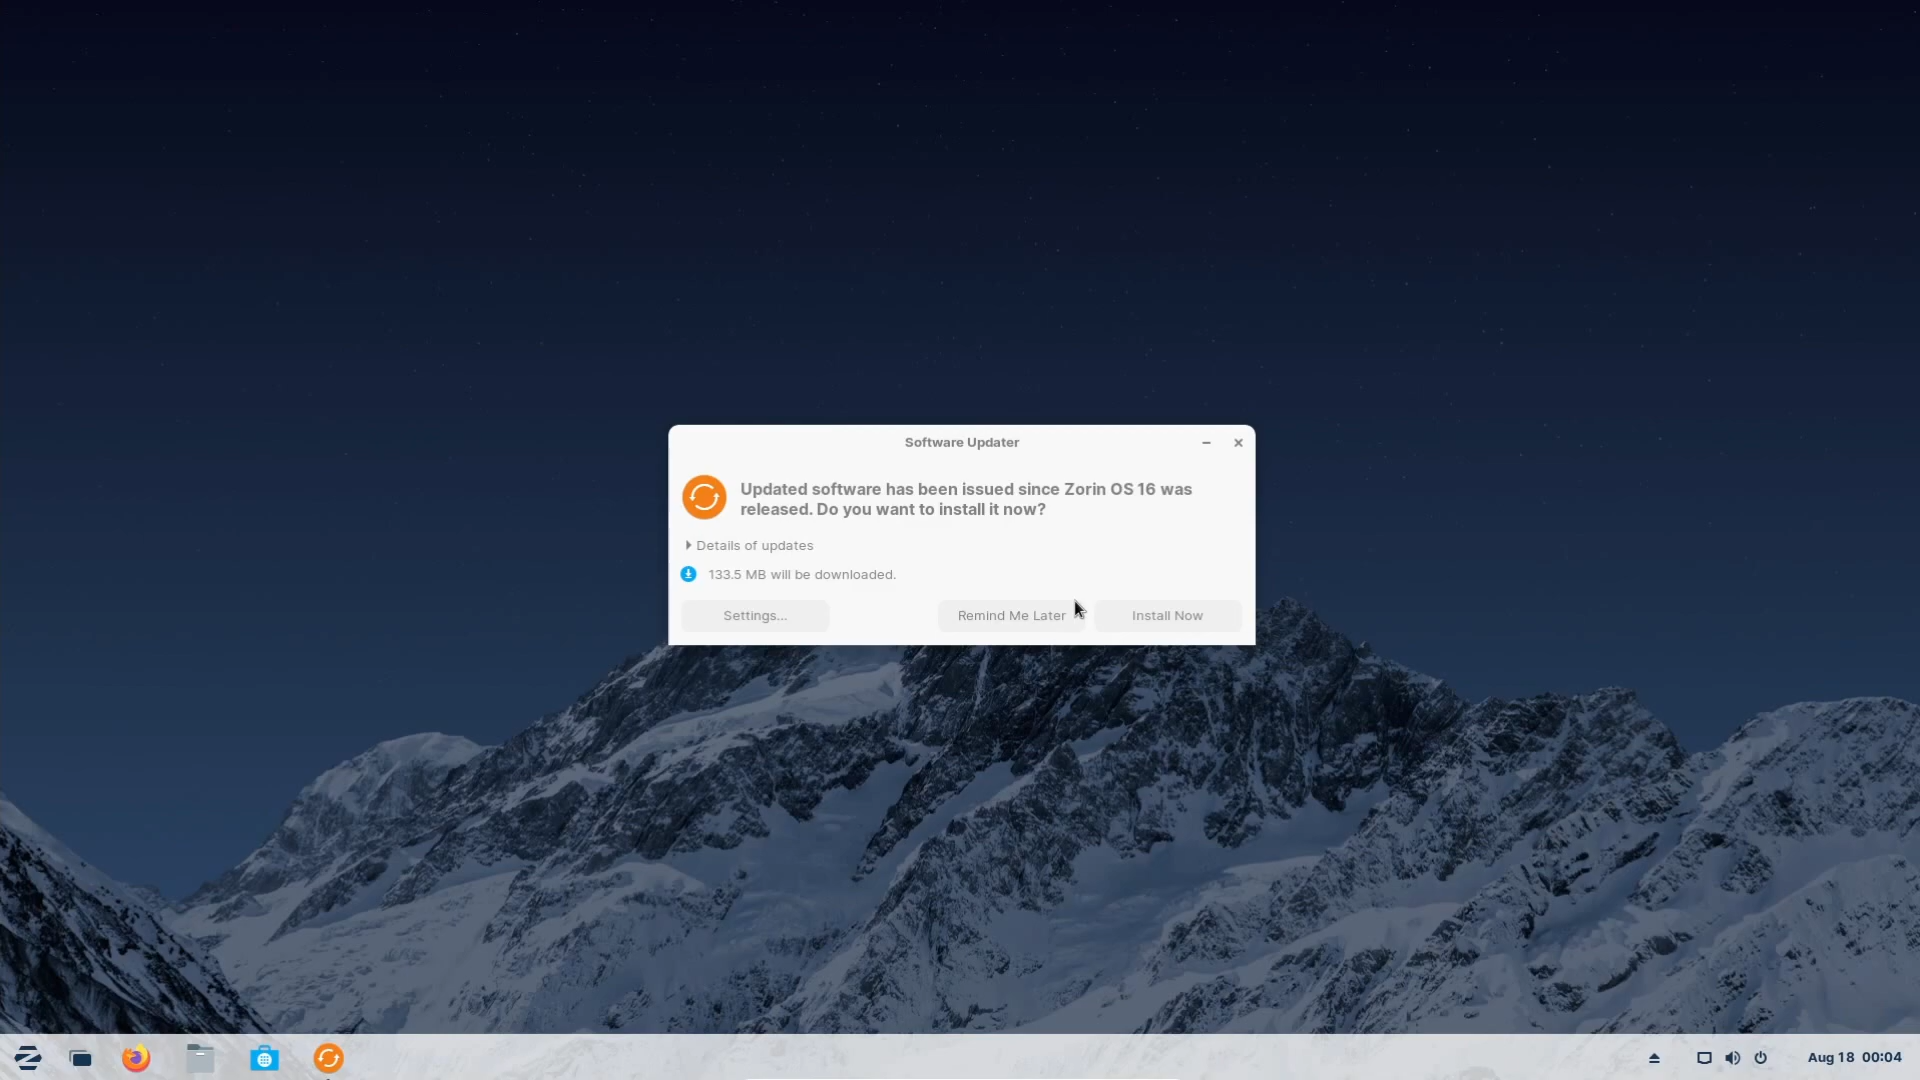 Software Updater
Updated software has been issued since Zorin OS 16 was
released. Do you want to install it now?
Details of updates
133.5 MB will be downloaded.
Settings...
Remind Me Later
Install Now
Aug 18 00:04